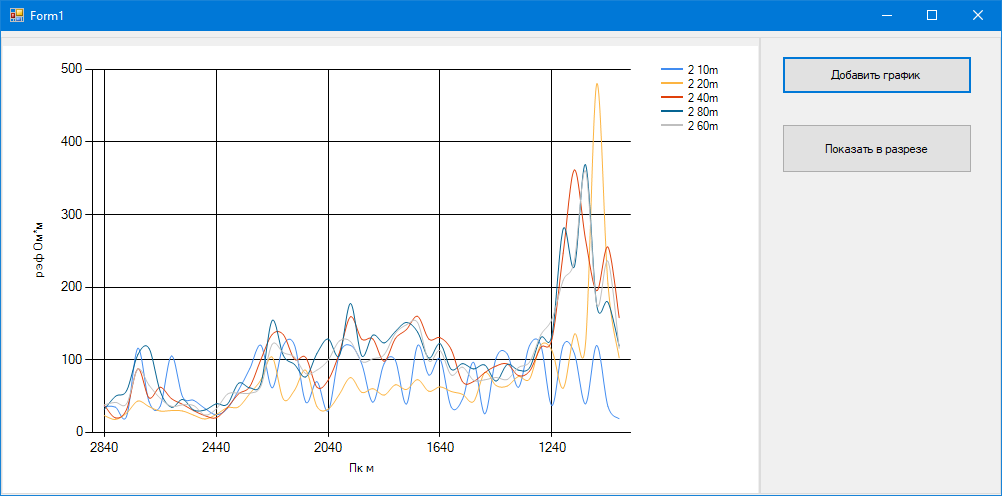 Form1
500
400
300
200
100
0
2840 2440 2040 1640 1240
рэф Ом*м
Пк м
2 10m
2 20m
2 40m
2 80m
2 60m
Добавить график
Показать в разрезе